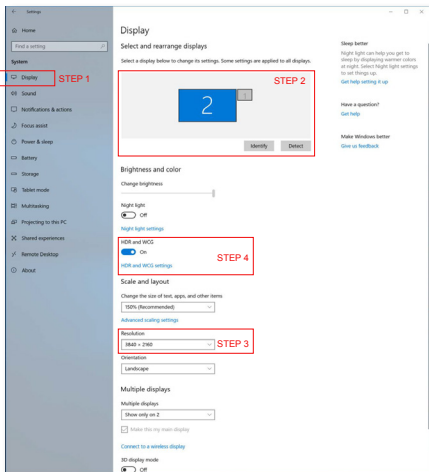 Settings
Home
Find a setting
System
Display
STEP 1
Sound
Notifications & actions
Focus assist
Power & sleep
Battery
Storage
Tablet mode
Multitasking
Projecting to this PC
Shared experiences
Remote Desktop
About
Display
Select and rearrange displays
Select a display below to change its settings. Some settings are applied to all displays.
STEP 2
2
1
Identify
Detect
Brightness and color
Change brightness
Night light
Off
Night light settings
HDR and WCG
On
STEP 4
HDR and WCG settings
Scale and layout
Change the size of text, apps, and other items
150% (Recommended)
Advanced scaling settings
Resolution
3840 × 2160
STEP 3
Orientation
Landscape
Multiple displays
Multiple displays
Show only on 2
Make this my main display
Connect to a wireless display
3D display mode
Off
Sleep better
Night light can help you get to
sleep by displaying warmer colors
at night. Select Night light settings
to set things up.
Get help setting it up
Have a question?
Get help
Make Windows better
Give us feedback